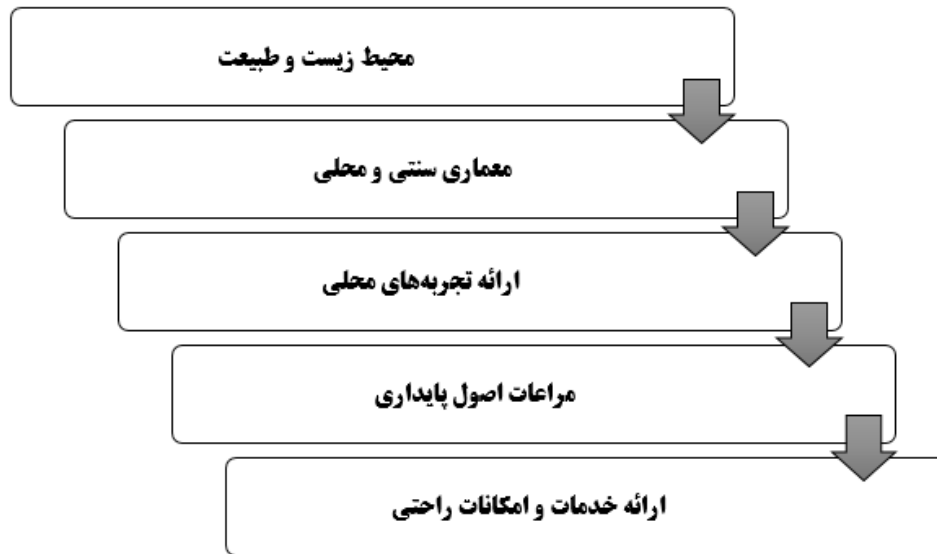 محیط زیست و طبیعت
معماری سنتی و محلی
ارائه تجربه‌های محلی
مراعات اصول پایداری
ارائه خدمات و امکانات راحتی